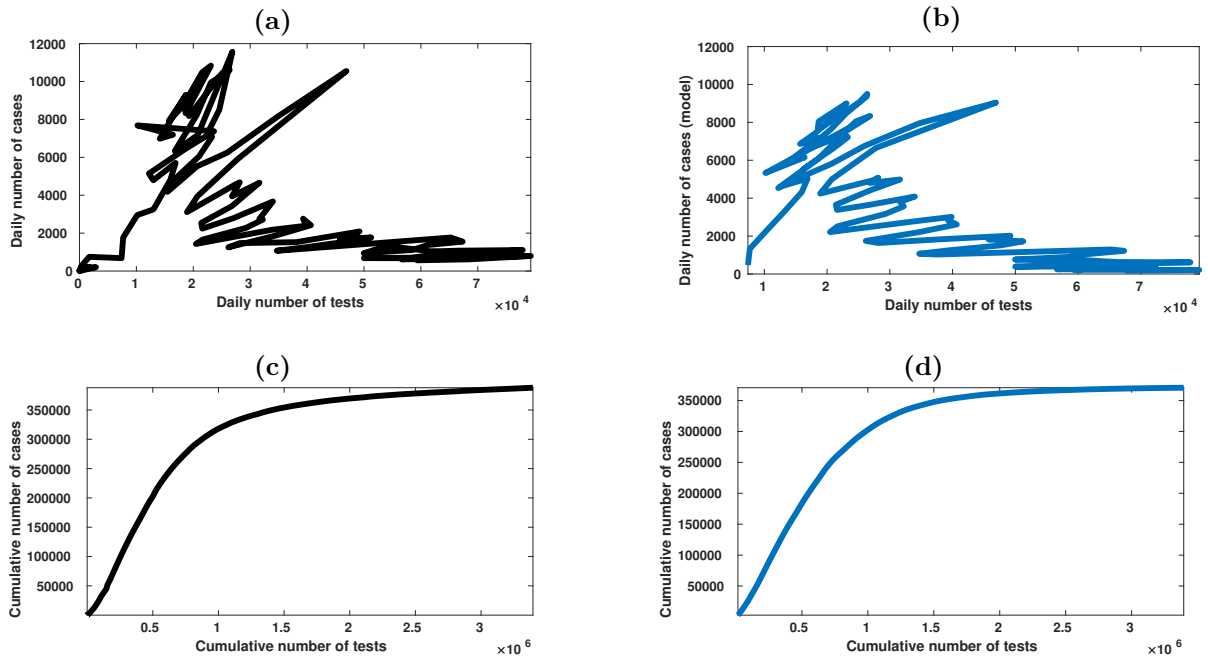 (a)
12000
10000
8000
6000
4000
2000
0
Daily number of cases
0 1 2 3 4 5 6 7
Daily number of tests
×10 4
(b)
12000
10000
8000
6000
4000
2000
0
Daily number of cases (model)
1 2 3 4 5 6 7
Daily number of tests
×10 4
(c)
350000
300000
250000
200000
150000
100000
50000
Cumulative number of cases
0.5 1 1.5 2 2.5 3
Cumulative number of tests
×10 6
(d)
350000
300000
250000
200000
150000
100000
50000
Cumulative number of cases
0.5 1 1.5 2 2.5 3
Cumulative number of tests
×10 6